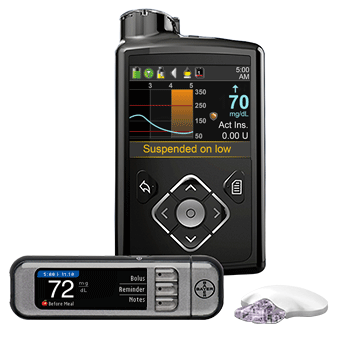 5:00
AM
3 4 5
350
250
150
50
70
mg/dL
Act Ins.
0.00 U
Suspended on low
5:00 | 11.10
72 mg
dL
Before Meal
Bolus
Reminder
Notes
BAYER